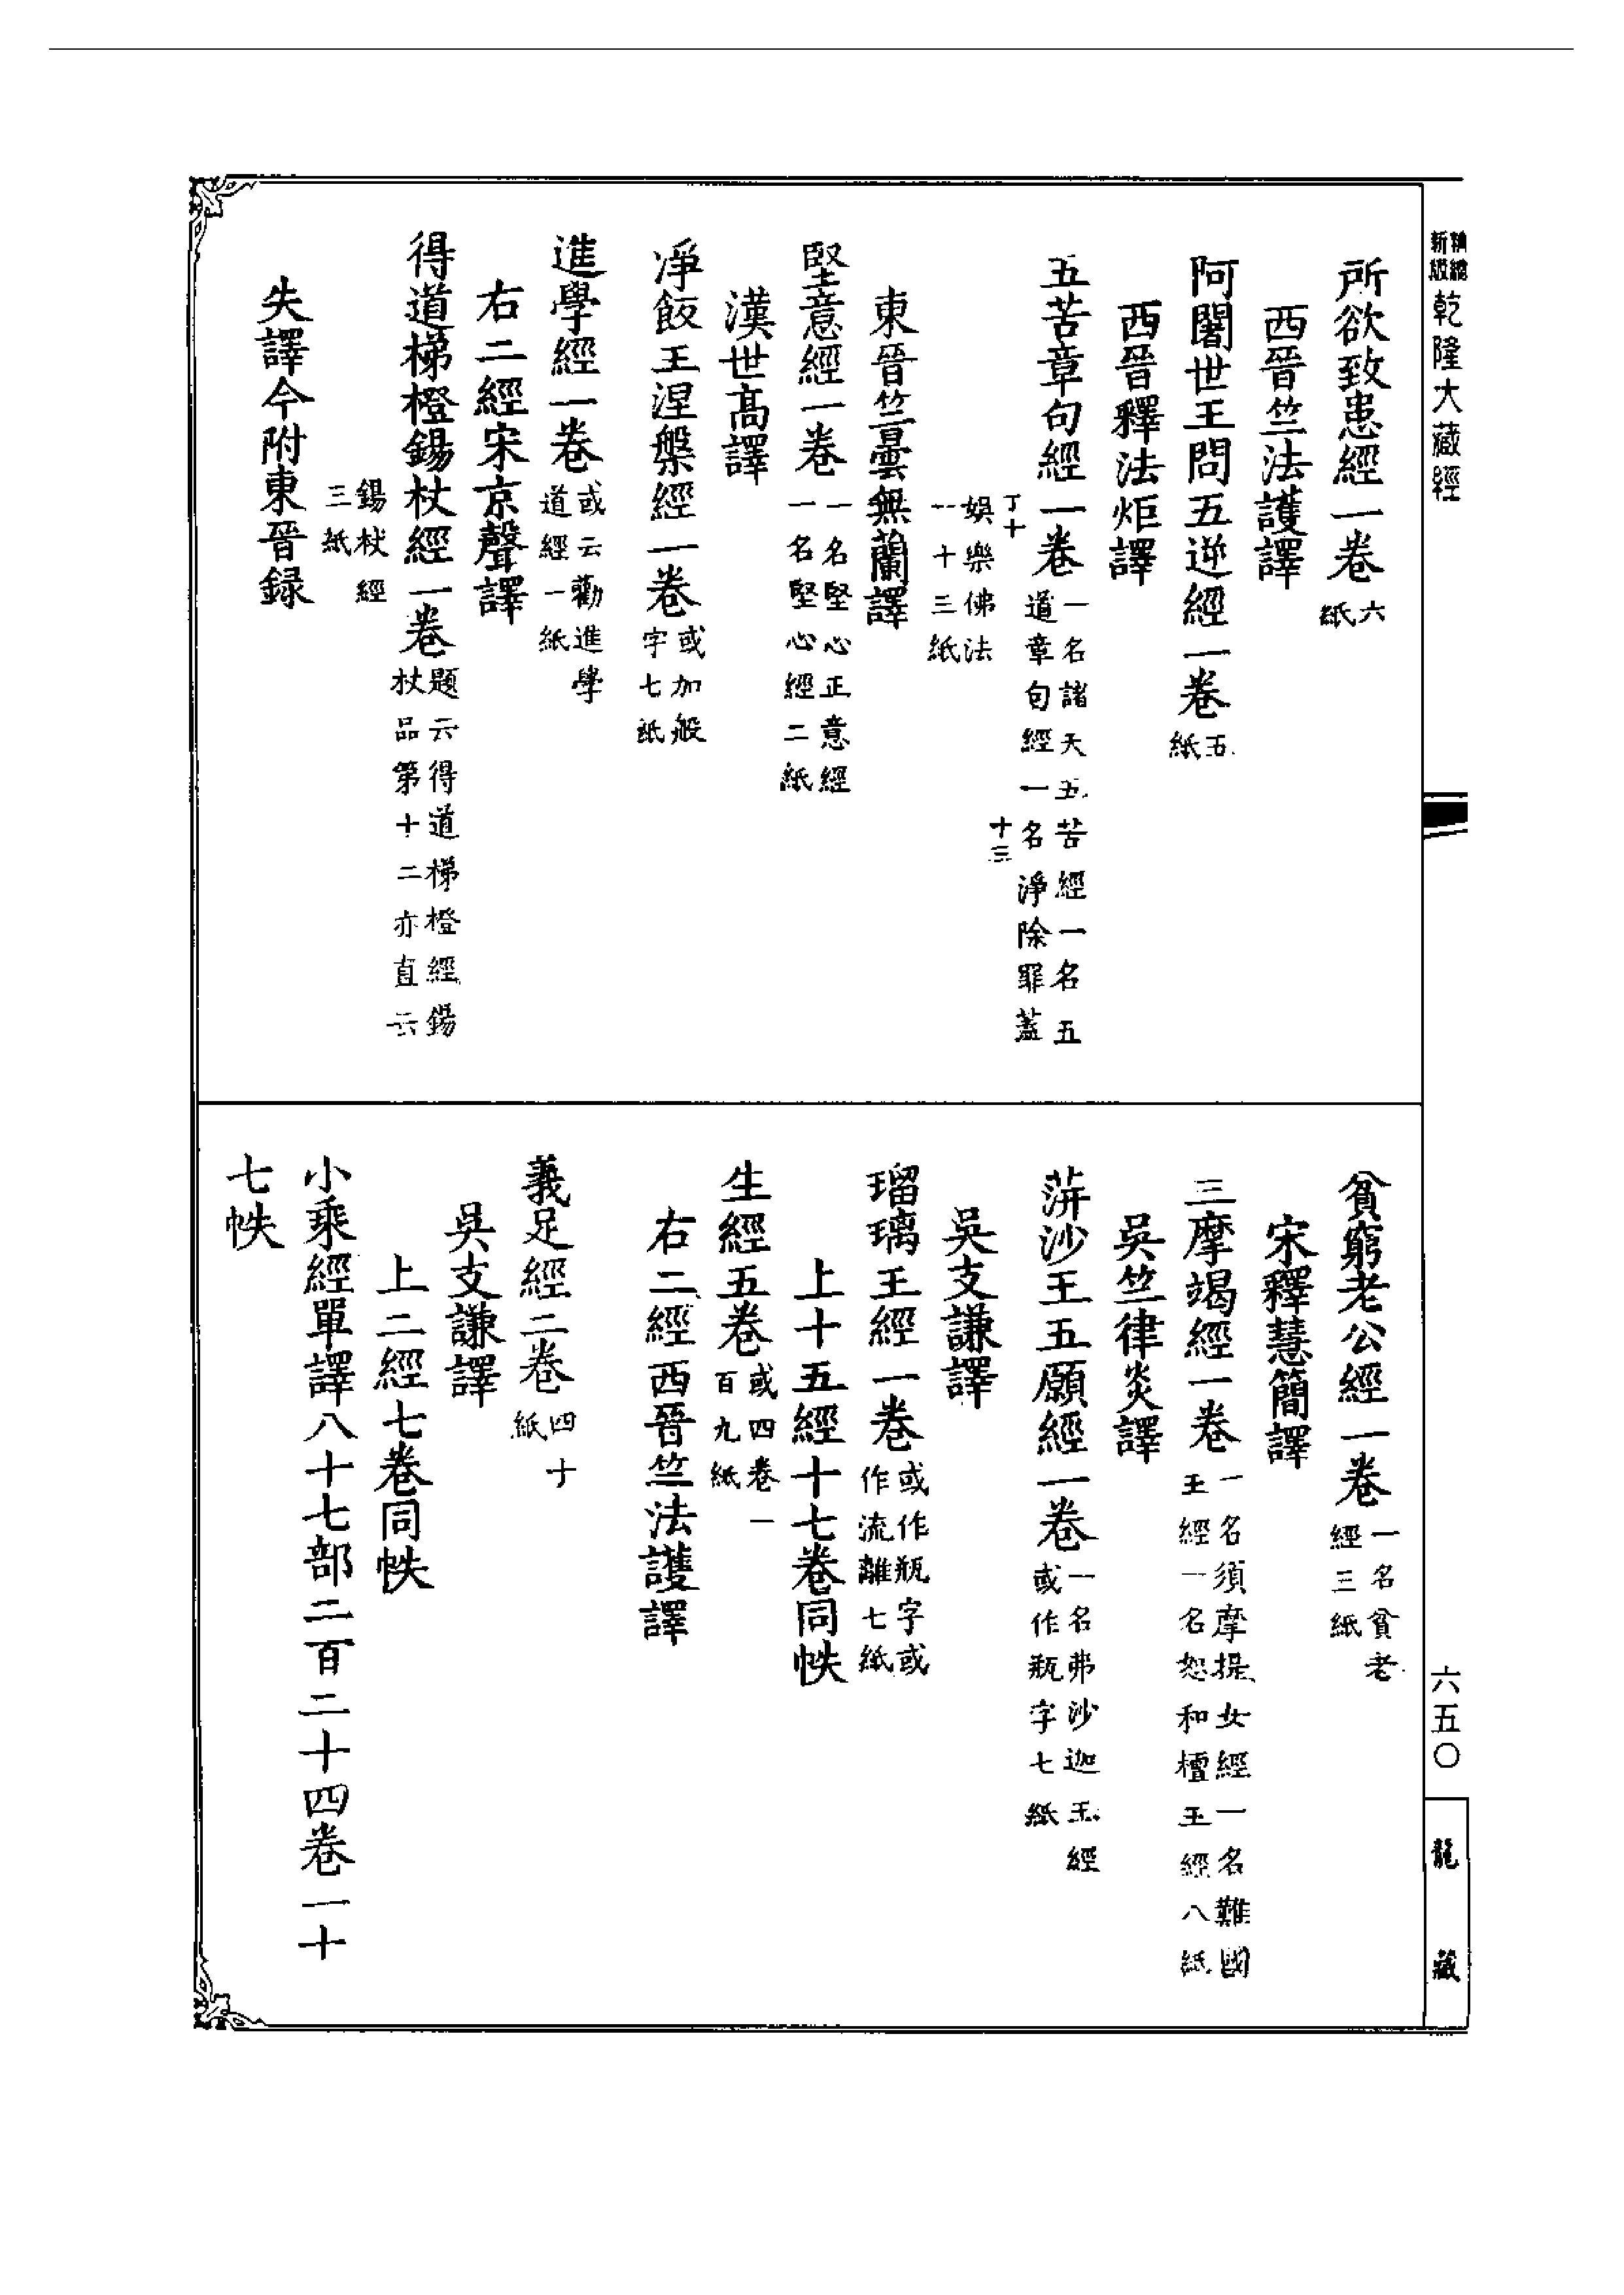 乾隆大藏經
所欲致患經一卷六紙
西晉竺法護譯
阿闍世王問五逆經一卷五紙
西晉釋法炬譯
五苦章句經一卷一名諸天五苦經一名五
道章句經一名淨除罪蓋
丁十
十三
娛樂佛法
一十三紙
東晉竺曇無蘭譯
堅意經一卷一名堅心正意經
一名堅心經二紙
漢世高譯
淨飯王涅槃經一卷或加般
字七紙
進學經一卷或云勸進學
道經一紙
右二經宋京聲譯
得道梯橙錫杖經一卷題云得道梯橙經錫
杖品第十二亦直云
錫杖經
三紙
失譯今附東晉録
貧窮老公經一卷一名貧老
經三紙
宋釋慧簡譯
三摩竭經一卷一名須摩提女經一名難國
王經一名恕和檀王經八紙
吳竺律炎譯
蓱沙王五願經一卷一名弗沙迦王經
或作瓶字七紙
吳支謙譯
瑠璃王經一卷或作瓶字或
作流離七紙
上十五經十七卷同帙
生經五卷或四卷一
百九紙
右二經西晉竺法護譯
義足經二卷四十
紙
吳支謙譯
上二經七卷同帙
小乘經單譯八十七部二百二十四卷一十
七帙
六五〇
龍藏